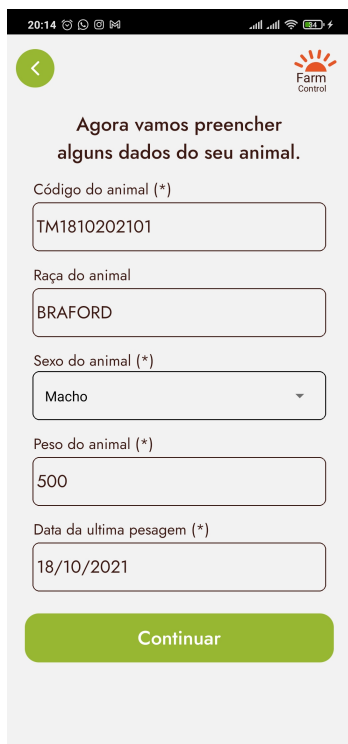 20:14
84
Farm
Control
Agora vamos preencher
alguns dados do seu animal.
Código do animal (*)
TM1810202101
Raça do animal
BRAFORD
Sexo do animal (*)
Macho
Peso do animal (*)
500
Data da ultima pesagem (*)
18/10/2021
Continuar